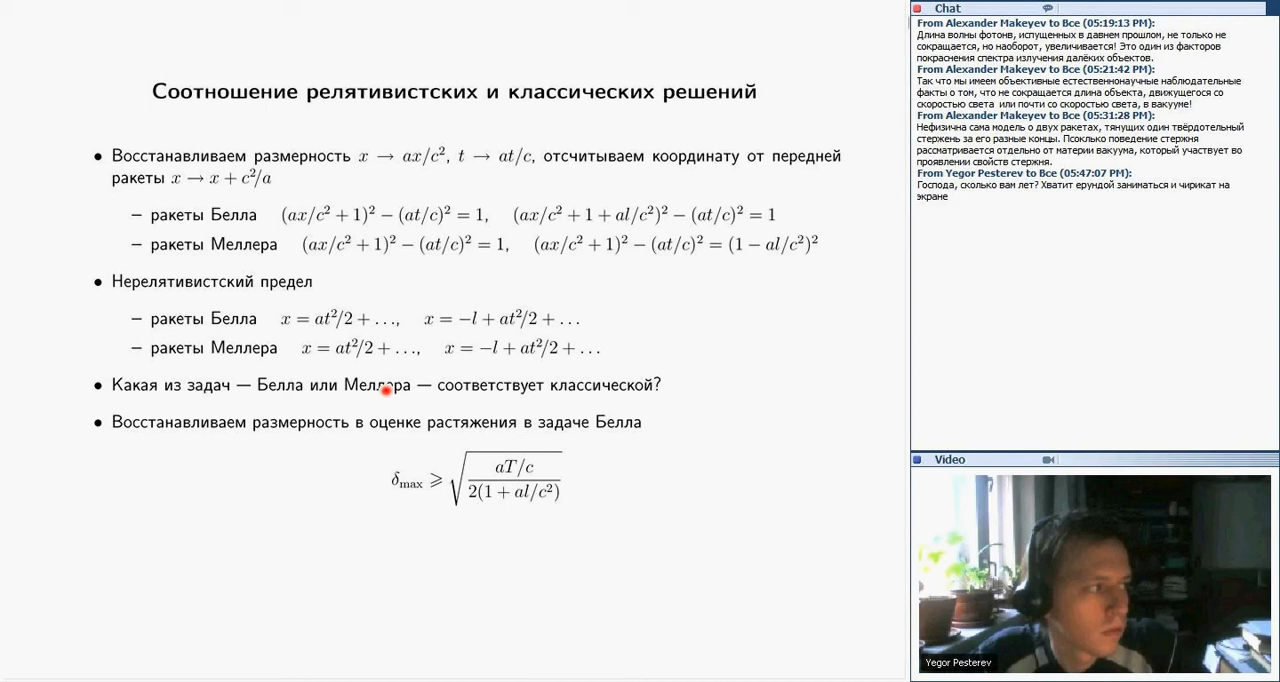 Соотношение релятивистских и классических решений
• Восстанавливаем размерность x → ax/c², t → at/c, отсчитываем координату от передней
ракеты x → x + c²/a
– ракеты Белла (ax/c² + 1)² − (at/c)² = 1, (ax/c² + 1 + al/c²)² − (at/c)² = 1
– ракеты Меллера (ax/c² + 1)² − (at/c)² = 1, (ax/c² + 1)² − (at/c)² = (1 − al/c²)²
• Нерелятивистский предел
– ракеты Белла x = at²/2 + . . ., x = −l + at²/2 + . . .
– ракеты Меллера x = at²/2 + . . ., x = −l + at²/2 + . . .
• Какая из задач — Белла или Меллера — соответствует классической?
• Восстанавливаем размерность в оценке растяжения в задаче Белла
δmax ⩾ √(aT/c / 2(1 + al/c²))
Chat
From Alexander Makeyev to Все (05:19:13 PM):
Длина волны фотонв, испущенных в давнем прошлом, не только не
сокращается, но наоборот, увеличивается! Это один из факторов
покраснения спектра излучения далёких объектов.
From Alexander Makeyev to Все (05:21:42 PM):
Так что мы имеем объективные естественнонаучные наблюдательные
факты о том, что не сокращается длина объекта, движущегося со
скоростью света или почти со скоростью света, в вакууме!
From Alexander Makeyev to Все (05:31:28 PM):
Нефизична сама модель о двух ракетах, тянущих один твёрдотельный
стержень за его разные концы. Псоклько поведение стержня
рассматривается отдельно от материи вакуума, который участвует во
проявлении свойств стержня.
From Yegor Pesterev to Все (05:47:07 PM):
Господа, сколько вам лет? Хватит ерундой заниматься и чирикат на
экране
Video
Yegor Pesterev